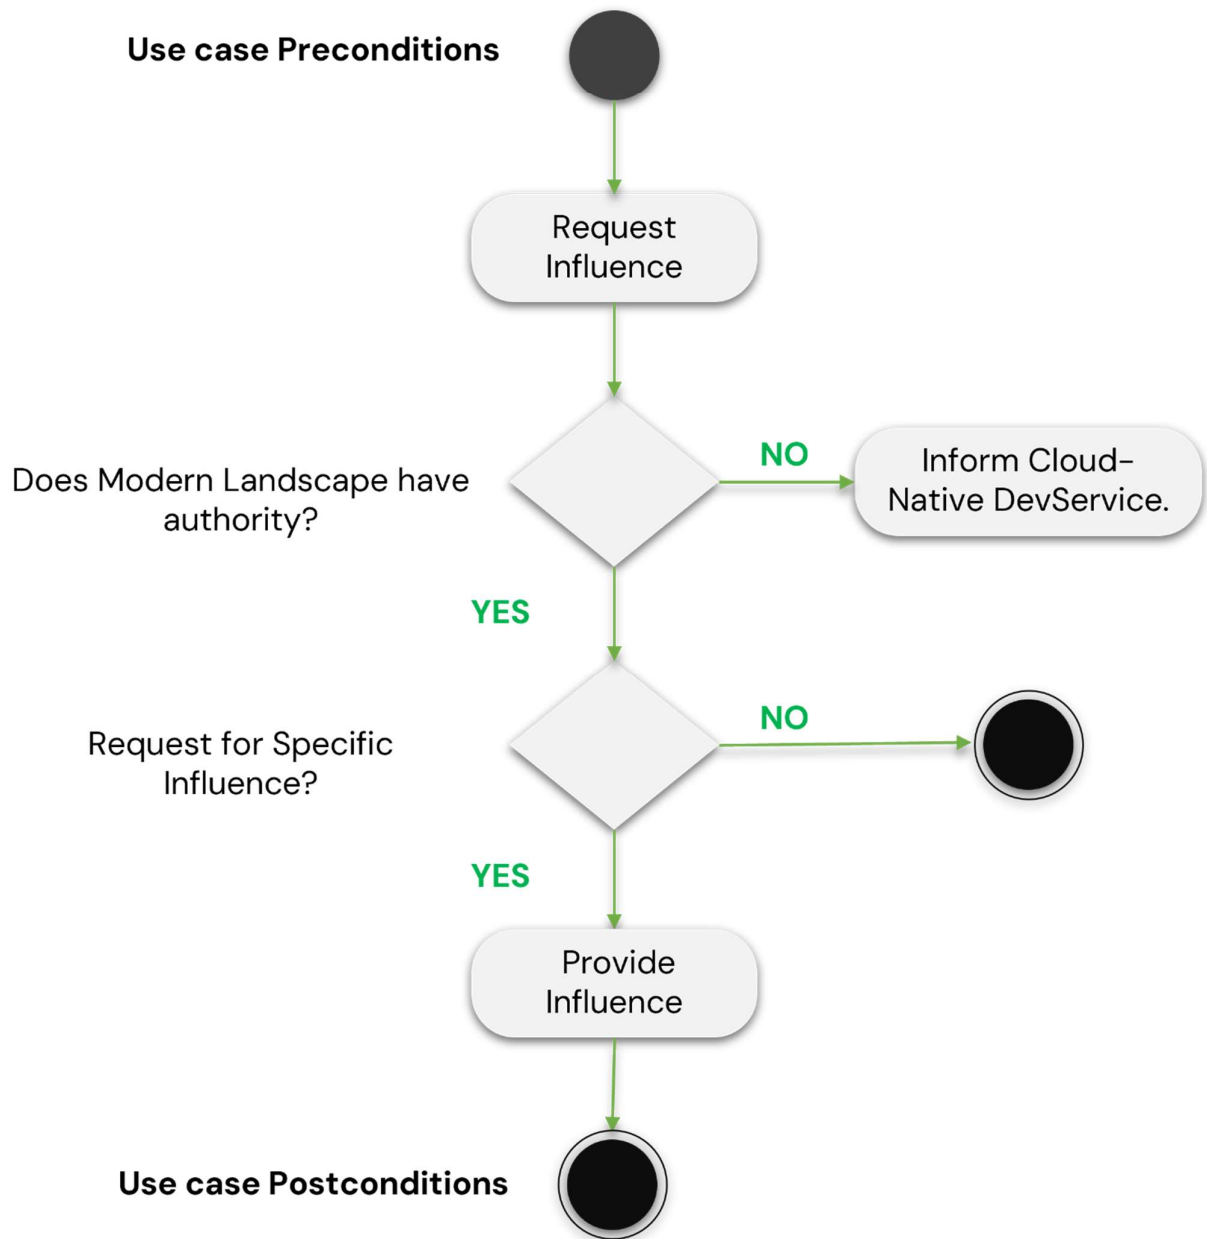 Use case Preconditions
Request
Influence
Does Modern Landscape have
authority?
NO
Inform Cloud-
Native DevService.
YES
Request for Specific
Influence?
NO
YES
Provide
Influence
Use case Postconditions